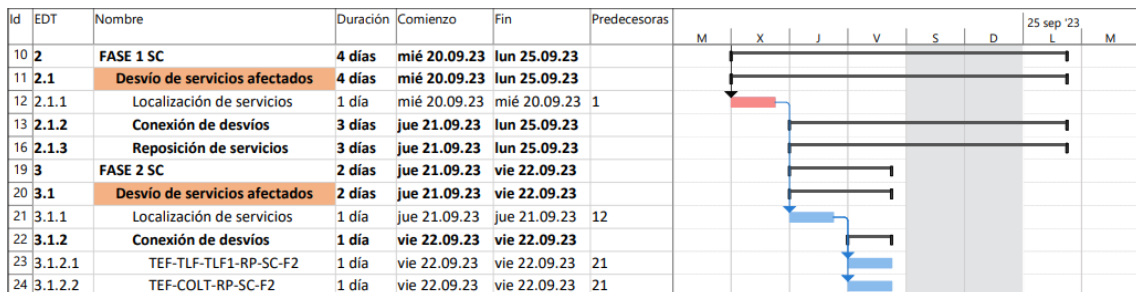 Id EDT Nombre Duración Comienzo Fin Predecesoras 25 sep '23
M X J V S D L M
10 2 FASE 1 SC 4 días mié 20.09.23 lun 25.09.23
11 2.1 Desvío de servicios afectados 4 días mié 20.09.23 lun 25.09.23
12 2.1.1 Localización de servicios 1 día mié 20.09.23 mié 20.09.23 1
13 2.1.2 Conexión de desvíos 3 días jue 21.09.23 lun 25.09.23
16 2.1.3 Reposición de servicios 3 días jue 21.09.23 lun 25.09.23
19 3 FASE 2 SC 2 días jue 21.09.23 vie 22.09.23
20 3.1 Desvío de servicios afectados 2 días jue 21.09.23 vie 22.09.23
21 3.1.1 Localización de servicios 1 día jue 21.09.23 jue 21.09.23 12
22 3.1.2 Conexión de desvíos 1 día vie 22.09.23 vie 22.09.23
23 3.1.2.1 TEF-TLF-TLF1-RP-SC-F2 1 día vie 22.09.23 vie 22.09.23 21
24 3.1.2.2 TEF-COLT-RP-SC-F2 1 día vie 22.09.23 vie 22.09.23 21